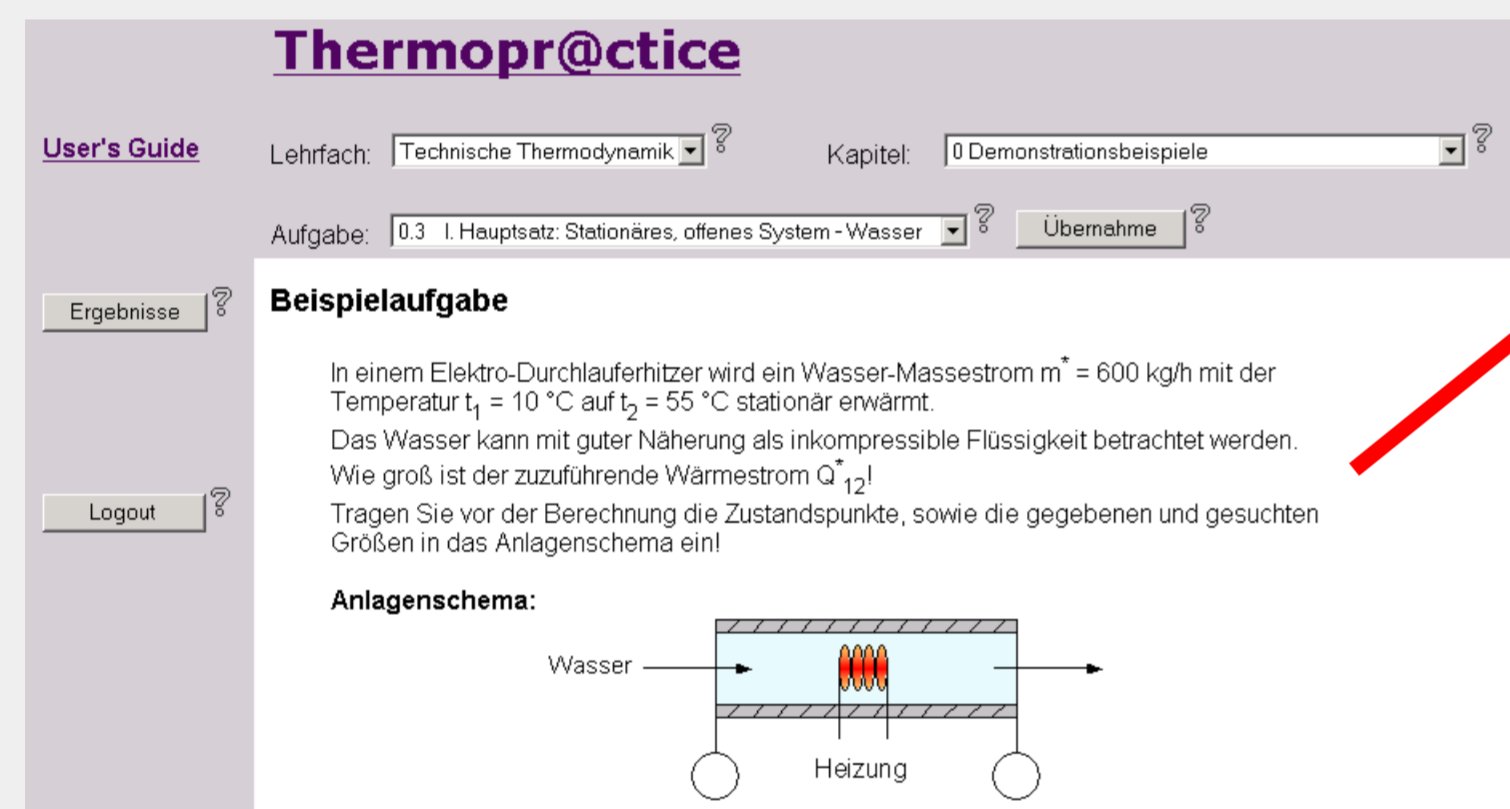 Thermopr@ctice
User's Guide
Lehrfach: Technische Thermodynamik ? Kapitel: 0 Demonstrationsbeispiele ?
Aufgabe: 0.3 I. Hauptsatz: Stationäres, offenes System - Wasser ? Übernahme ?
Ergebnisse ?
Beispielaufgabe
In einem Elektro-Durchlauferhitzer wird ein Wasser-Massestrom m* = 600 kg/h mit der
Temperatur t1 = 10 °C auf t2 = 55 °C stationär erwärmt.
Das Wasser kann mit guter Näherung als inkompressible Flüssigkeit betrachtet werden.
Wie groß ist der zuzuführende Wärmestrom Q*12!
Logout ?
Tragen Sie vor der Berechnung die Zustandspunkte, sowie die gegebenen und gesuchten
Größen in das Anlagenschema ein!
Anlagenschema:
Wasser
Heizung